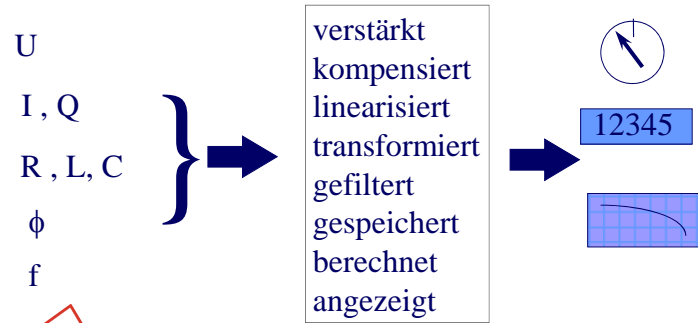 U
I , Q
R , L, C
ϕ
f
verstärkt
kompensiert
linearisiert
transformiert
gefiltert
gespeichert
berechnet
angezeigt
12345